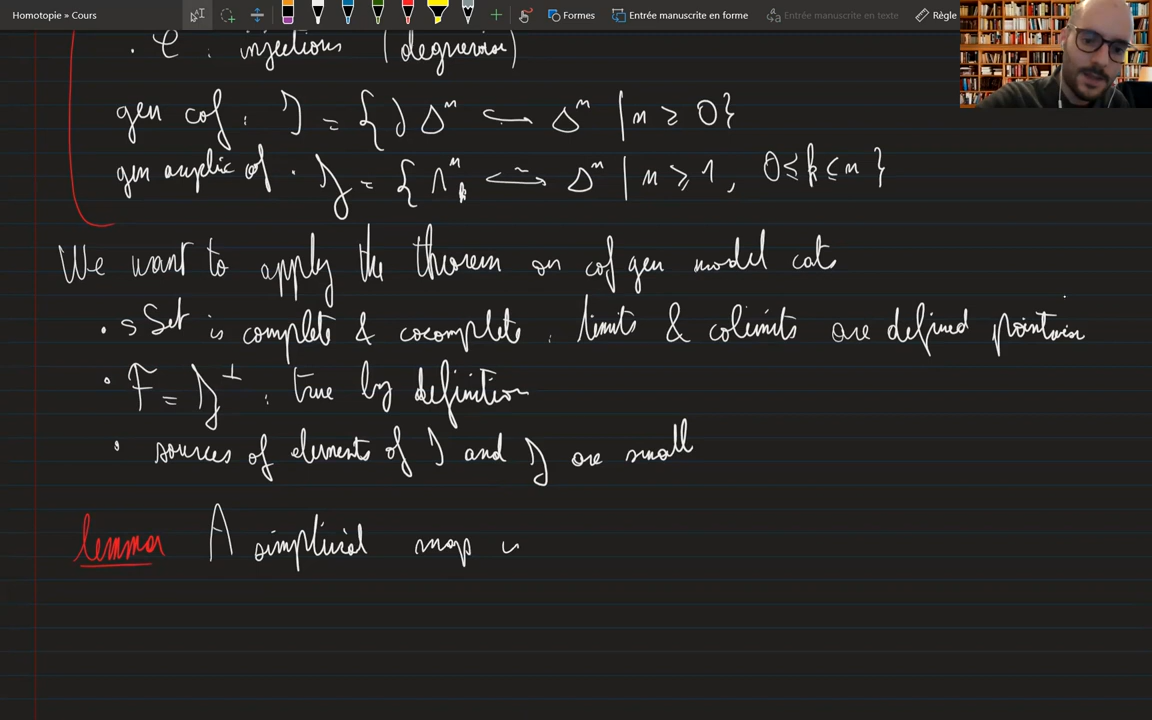 Homotopie » Cours
Formes
Entrée manuscrite en forme
Entrée manuscrite en texte
Règle
· C : injections (degreewise)
gen cof · I = { ∂Δⁿ ↪ Δⁿ | n ≥ 0}
gen acyclic cof · J = { Λⁿₖ ↪~ Δⁿ | n ≥ 1, 0 ≤ k ≤ n }
We want to apply the theorem on cof gen model cat
· sSet is complete & cocomplete : limits & colimits are defined pointwise
· F = J^⊥ : true by definition
· sources of elements of I and J are small
lemma A simplicial map